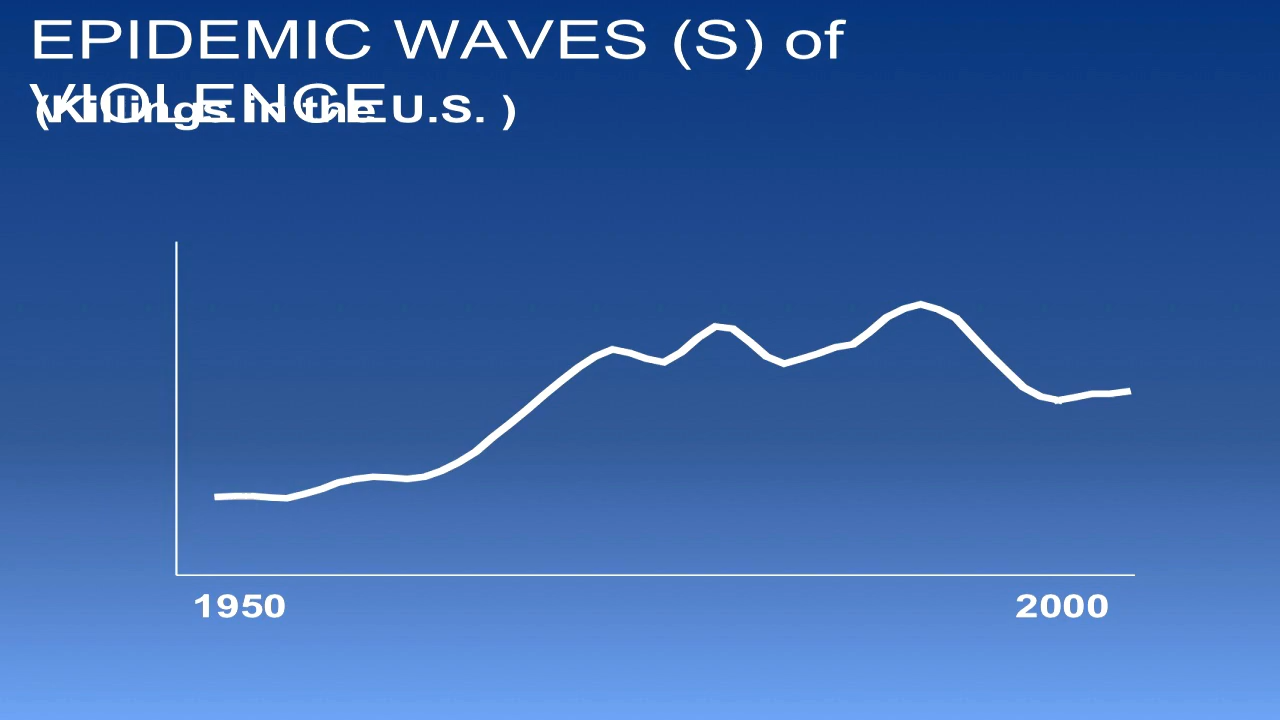 EPIDEMIC WAVES (S) of
VIOLENCE
(Killings in the U.S. )
1950
2000